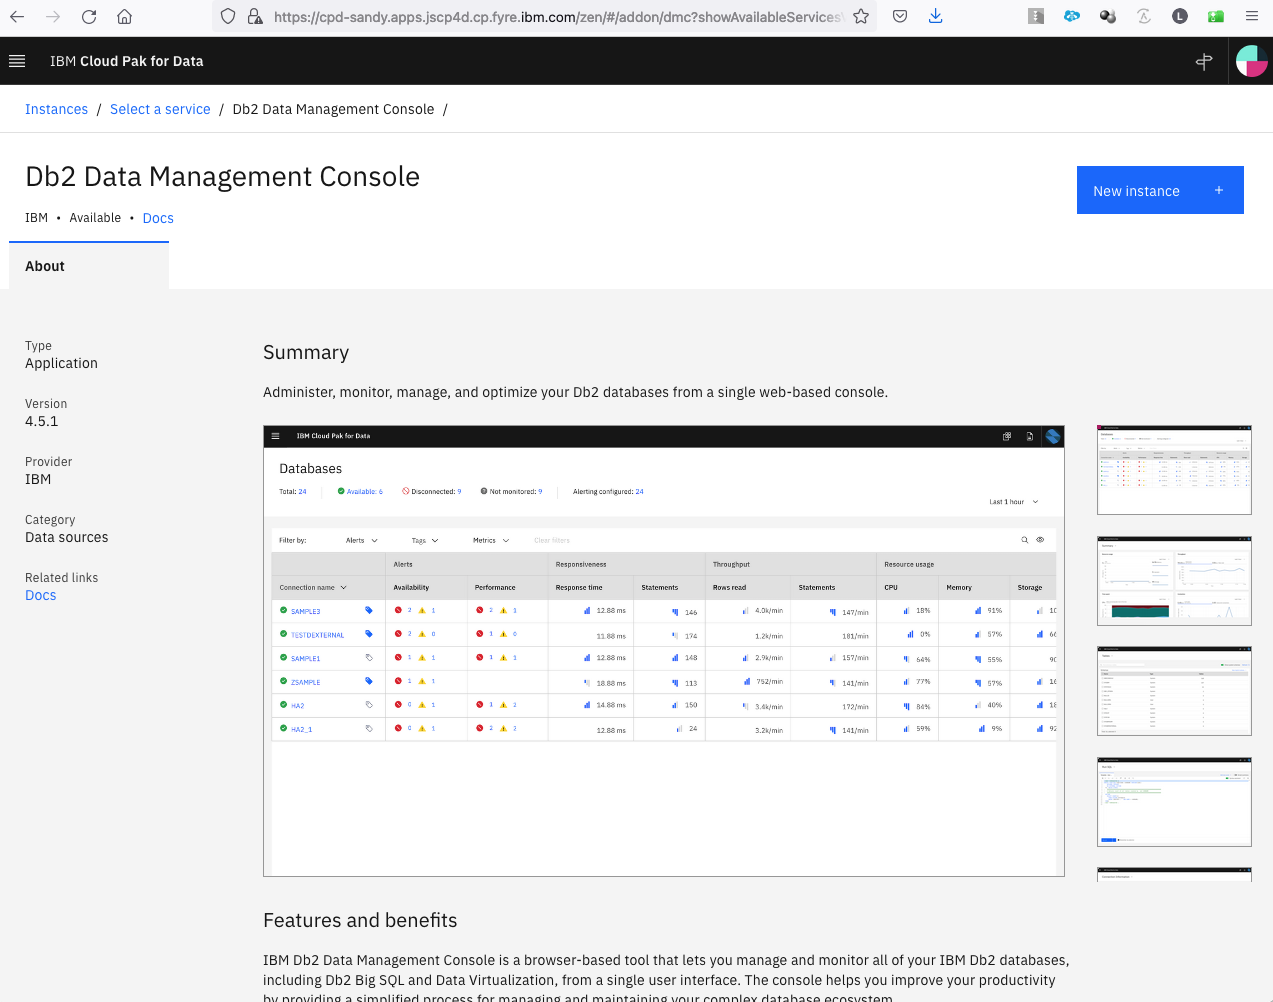 https://cpd-sandy.apps.jscp4d.cp.fyre.ibm.com/zen/#/addon/dmc?showAvailableServices
L
IBM Cloud Pak for Data
Instances / Select a service / Db2 Data Management Console /
Db2 Data Management Console
New instance +
IBM • Available • Docs
About
Type
Application
Version
4.5.1
Provider
IBM
Category
Data sources
Related links
Docs
Summary
Administer, monitor, manage, and optimize your Db2 databases from a single web-based console.
IBM Cloud Pak for Data
Databases
Total: 24 Available: 6 Disconnected: 9 Not monitored: 9 Alerting configured: 24
Last 1 hour
Filter by: Alerts Tags Metrics Clear filters
Alerts Responsiveness Throughput Resource usage
Connection name Availability Performance Response time Statements Rows read Statements CPU Memory Storage
SAMPLE3 2 1 2 1 12.88 ms 146 4.0k/min 147/min 18% 91% 10
TESTDEXTERNAL 2 0 1 0 11.88 ms 174 1.2k/min 181/min 0% 57% 66
SAMPLE1 1 1 1 1 12.88 ms 148 2.9k/min 157/min 64% 55% 90
ZSAMPLE 1 1 18.88 ms 113 752/min 141/min 77% 57% 16
HA2 0 1 1 2 14.88 ms 150 3.4k/min 172/min 84% 40% 18
HA2_1 0 1 2 2 12.88 ms 24 3.2k/min 141/min 59% 9% 92
Features and benefits
IBM Db2 Data Management Console is a browser-based tool that lets you manage and monitor all of your IBM Db2 databases,
including Db2 Big SQL and Data Virtualization, from a single user interface. The console helps you improve your productivity
by providing a simplified process for managing and maintaining your complex database ecosystem